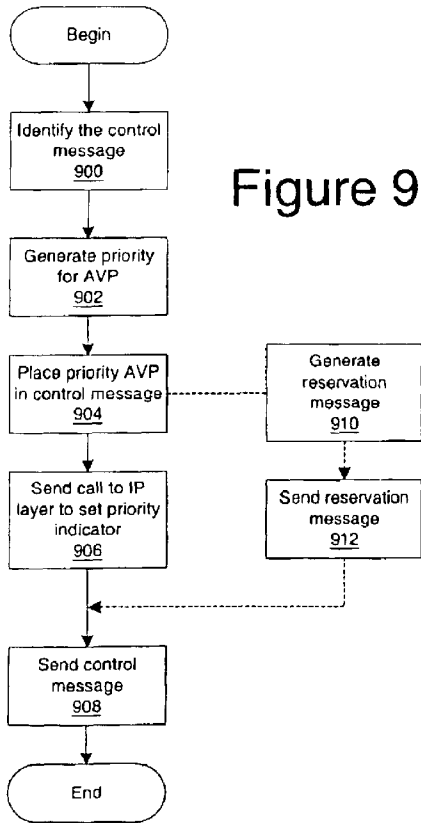 Begin
Identify the control
message
900
Figure 9
Generate priority
for AVP
902
Place priority AVP
in control message
904
Generate
reservation
message
910
Send call to IP
layer to set priority
indicator
906
Send reservation
message
912
Send control
message
908
End